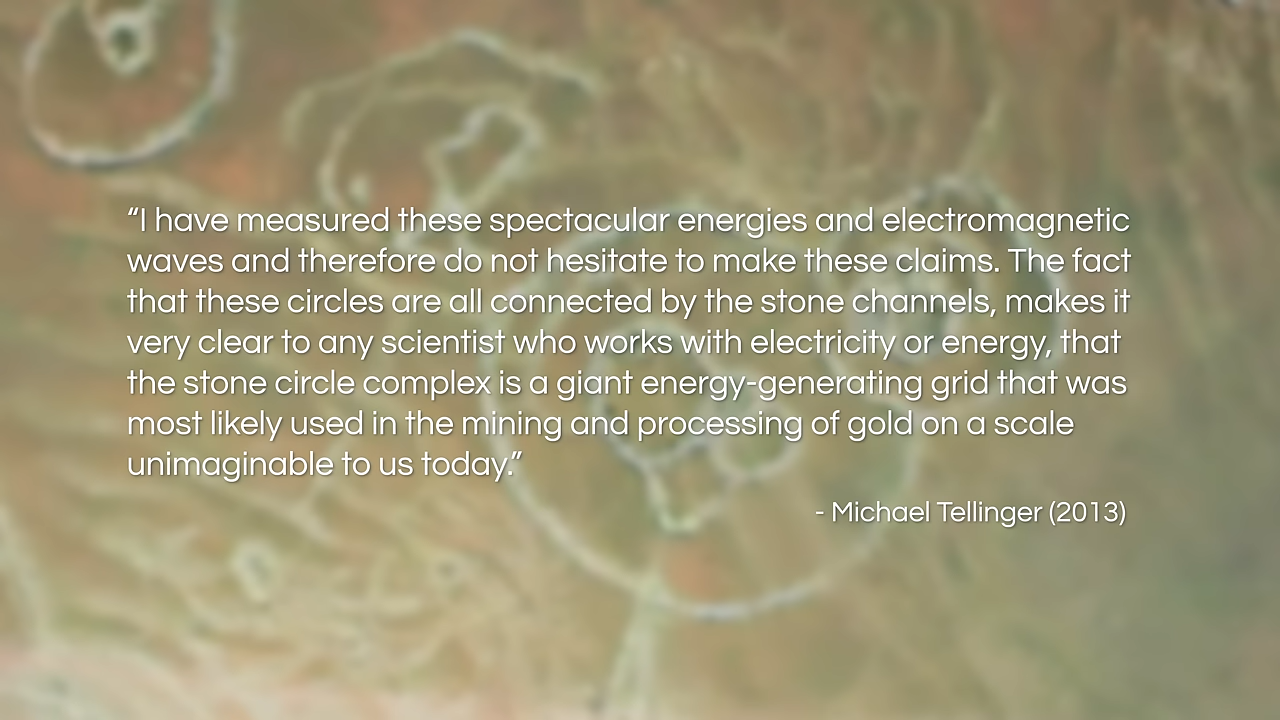 “I have measured these spectacular energies and electromagnetic
waves and therefore do not hesitate to make these claims. The fact
that these circles are all connected by the stone channels, makes it
very clear to any scientist who works with electricity or energy, that
the stone circle complex is a giant energy-generating grid that was
most likely used in the mining and processing of gold on a scale
unimaginable to us today.”
- Michael Tellinger (2013)